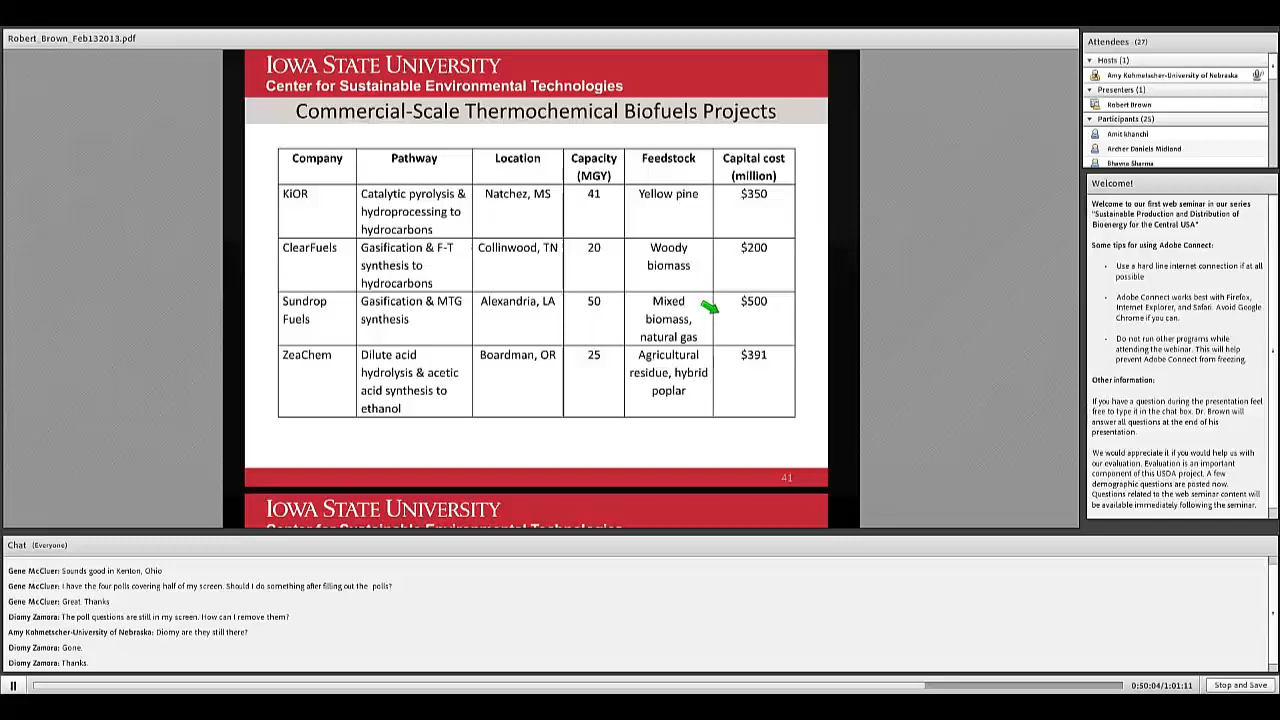 Robert_Brown_Feb132013.pdf
IOWA STATE UNIVERSITY
Center for Sustainable Environmental Technologies
Commercial-Scale Thermochemical Biofuels Projects
Company Pathway Location Capacity (MGY) Feedstock Capital cost (million)
KiOR Catalytic pyrolysis & hydroprocessing to hydrocarbons Natchez, MS 41 Yellow pine $350
ClearFuels Gasification & F-T synthesis to hydrocarbons Collinwood, TN 20 Woody biomass $200
Sundrop Fuels Gasification & MTG synthesis Alexandria, LA 50 Mixed biomass, natural gas $500
ZeaChem Dilute acid hydrolysis & acetic acid synthesis to ethanol Boardman, OR 25 Agricultural residue, hybrid poplar $391
41
IOWA STATE UNIVERSITY
Center for Sustainable Environmental Technologies
Attendees (27)
Hosts (1)
Amy Kohmetscher-University of Nebraska
Presenters (1)
Robert Brown
Participants (25)
Amit khanchi
Archer Daniels Midland
Bhavna Sharma
Welcome!
Welcome to our first web seminar in our series
"Sustainable Production and Distribution of
Bioenergy for the Central USA"
Some tips for using Adobe Connect:
• Use a hard line internet connection if at all
possible
• Adobe Connect works best with Firefox,
Internet Explorer, and Safari. Avoid Google
Chrome if you can.
• Do not run other programs while
attending the webinar. This will help
prevent Adobe Connect from freezing.
Other information:
If you have a question during the presentation feel
free to type it in the chat box. Dr. Brown will
answer all questions at the end of his
presentation.
We would appreciate it if you would help us with
our evaluation. Evaluation is an important
component of this USDA project. A few
demographic questions are posted now.
Questions related to the web seminar content will
be available immediately following the seminar.
Chat (Everyone)
Gene McCluer: Sounds good in Kenton, Ohio
Gene McCluer: I have the four polls covering half of my screen. Should I do something after filling out the polls?
Gene McCluer: Great. Thanks
Diomy Zamora: The poll questions are still in my screen. How can I remove them?
Amy Kohmetscher-University of Nebraska: Diomy are they still there?
Diomy Zamora: Gone.
Diomy Zamora: Thanks.
0:50:04/1:01:11
Stop and Save